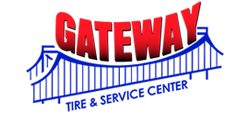 GATEWAY
TIRE & SERVICE CENTER